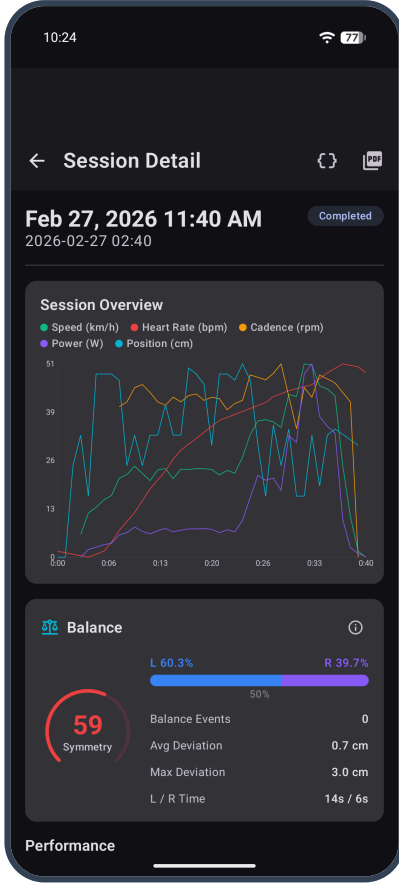 10:24
77
Session Detail
{}
PDF
Feb 27, 2026 11:40 AM
Completed
2026-02-27 02:40
Session Overview
Speed (km/h)
Heart Rate (bpm)
Cadence (rpm)
Power (W)
Position (cm)
51
39
26
13
0
0:00
0:06
0:13
0:20
0:26
0:33
0:40
Balance
L 60.3%
R 39.7%
50%
59
Symmetry
Balance Events
0
Avg Deviation
0.7 cm
Max Deviation
3.0 cm
L / R Time
14s / 6s
Performance